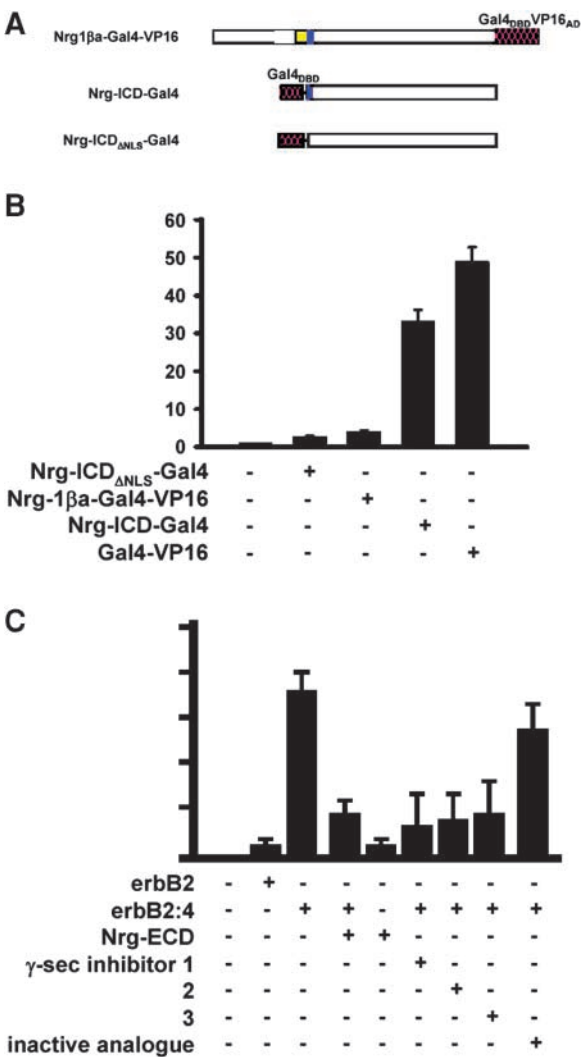 A
Gal4DBDVP16AD
Nrg1βa-Gal4-VP16
Gal4DBD
Nrg-ICD-Gal4
Nrg-ICDΔNLS-Gal4
B
60
50
40
30
20
10
0
Nrg-ICDΔNLS-Gal4 - + - - -
Nrg-1βa-Gal4-VP16 - - + - -
Nrg-ICD-Gal4 - - - + -
Gal4-VP16 - - - - +
C
erbB2 - + - - - - - - -
erbB2:4 - - + + - + + + +
Nrg-ECD - - - + + - - - -
γ-sec inhibitor 1 - - - - - + - - -
2 - - - - - - + - -
3 - - - - - - - + -
inactive analogue - - - - - - - - +